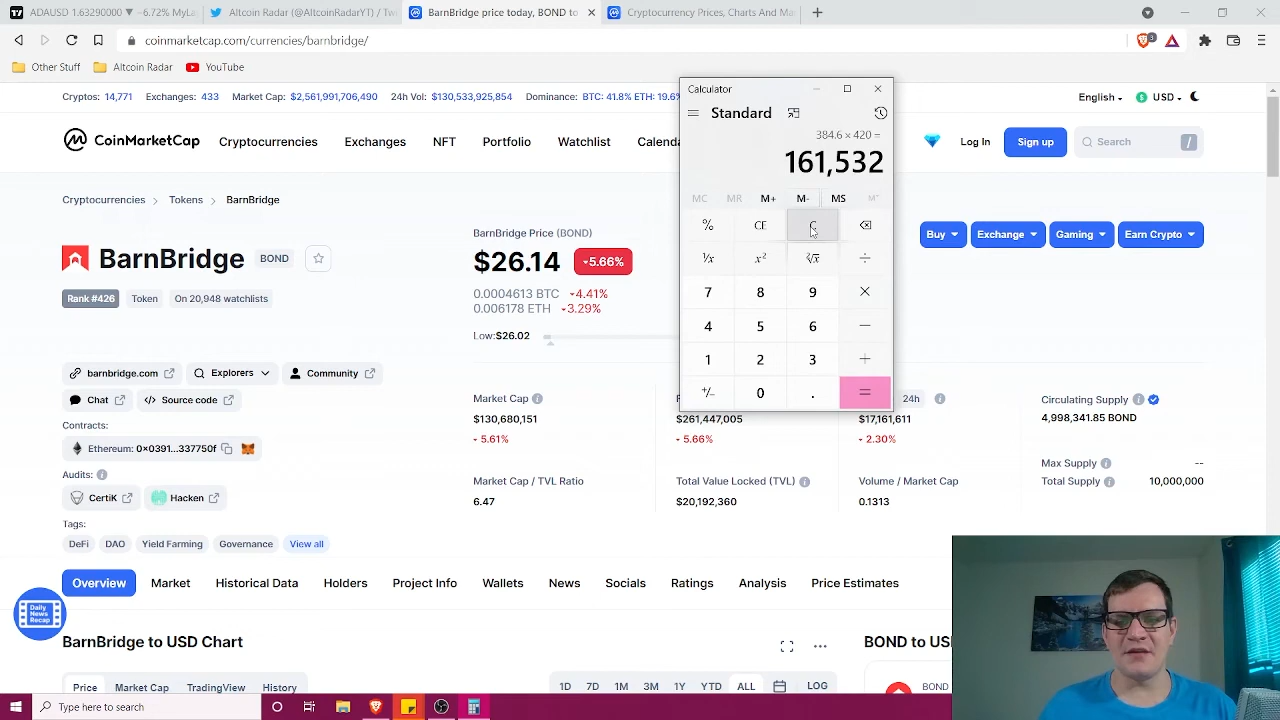 ADAUSD 1.63290000 ▼ −6.72% My La
Altcoin Radar (@AltcoinRadarYT) / Tw
BarnBridge price today, BOND to
Cryptocurrency Prices, Charts And Ma
coinmarketcap.com/currencies/barnbridge/
3
Other Stuff
Altcoin Radar
YouTube
Cryptos: 14,771 Exchanges: 433 Market Cap: $2,561,991,706,490 24h Vol: $130,533,925,854 Dominance: BTC: 41.8% ETH: 19.6%
English
USD
CoinMarketCap
Cryptocurrencies
Exchanges
NFT
Portfolio
Watchlist
Calenda
Log In
Sign up
Search
/
Calculator
Standard
384.6 × 420 =
161,532
MC MR M+ M- MS
% CE C
¹/x x² ÷
7 8 9 ×
4 5 6 −
1 2 3 +
+/− 0 . =
Cryptocurrencies > Tokens > BarnBridge
BarnBridge
BOND
Rank #426
Token
On 20,948 watchlists
BarnBridge Price (BOND)
$26.14
5.66%
0.0004613 BTC 4.41%
0.006178 ETH 3.29%
Low:$26.02
Buy
Exchange
Gaming
Earn Crypto
barnbridge.com
Explorers
Community
Chat
Source code
Contracts:
Ethereum: 0x0391...337750f
Audits:
CertiK
Hacken
Tags:
DeFi
DAO
Yield Farming
Governance
View all
Market Cap
$130,680,151
5.61%
Market Cap / TVL Ratio
6.47
$261,447,005
5.66%
Total Value Locked (TVL)
$20,192,360
24h
$17,161,611
2.30%
Volume / Market Cap
0.1313
Circulating Supply
4,998,341.85 BOND
Max Supply --
Total Supply 10,000,000
Overview
Market
Historical Data
Holders
Project Info
Wallets
News
Socials
Ratings
Analysis
Price Estimates
Daily
News
Recap
BarnBridge to USD Chart
BOND to US
Price
Market Cap
TradingView
History
1D 7D 1M 3M 1Y YTD ALL LOG
BOND
Type here to search